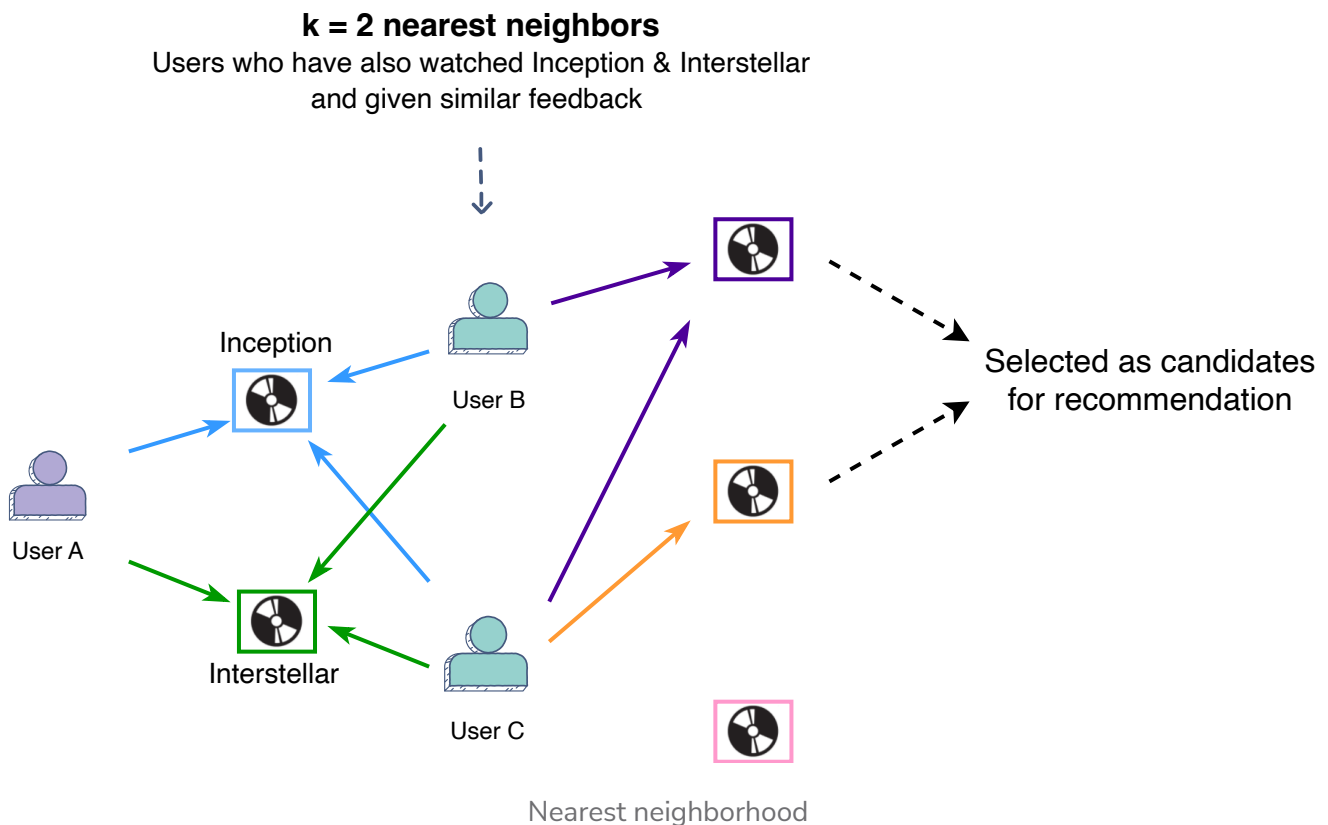 k = 2 nearest neighbors
Users who have also watched Inception & Interstellar
and given similar feedback
Inception
User B
Selected as candidates
for recommendation
User A
Interstellar
User C
Nearest neighborhood